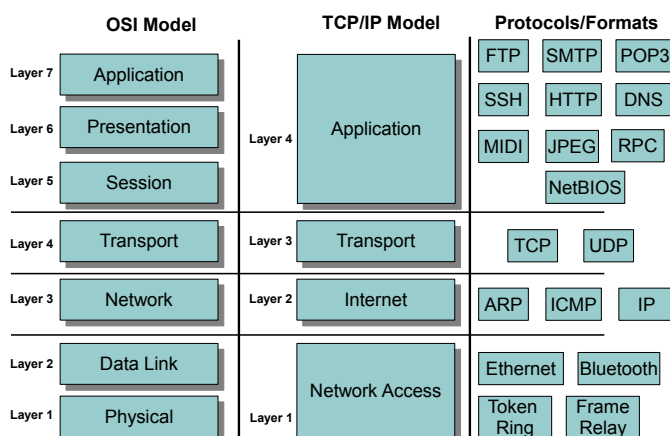 OSI Model TCP/IP Model Protocols/Formats
Layer 7 Application FTP SMTP POP3
Layer 6 Presentation Layer 4 Application SSH HTTP DNS
Layer 5 Session MIDI JPEG RPC
NetBIOS
Layer 4 Transport Layer 3 Transport TCP UDP
Layer 3 Network Layer 2 Internet ARP ICMP IP
Layer 2 Data Link Network Access Ethernet Bluetooth
Layer 1 Physical Layer 1 Token Ring Frame Relay